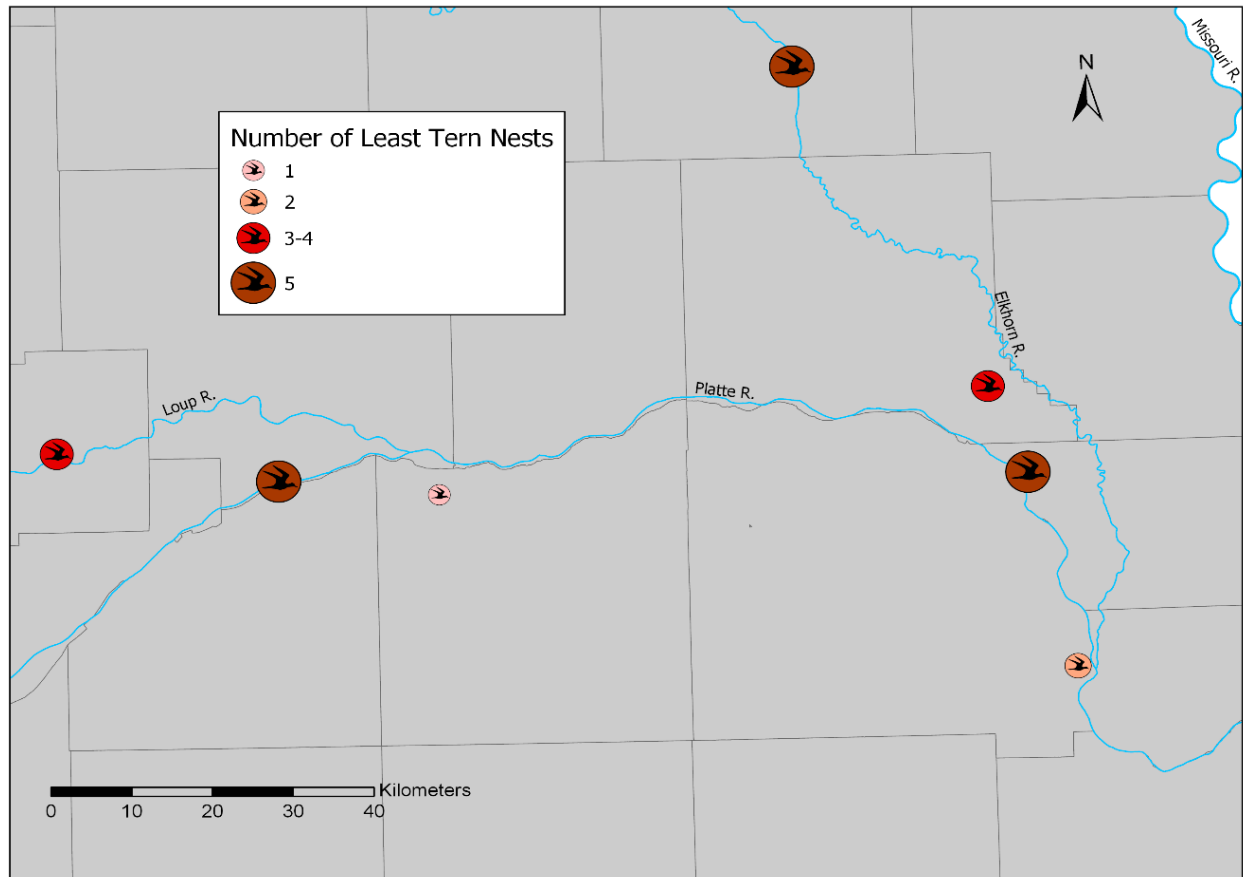 Missouri R.
N
Number of Least Tern Nests
1
2
3-4
5
Elkhorn R.
Platte R.
Loup R.
Kilometers
0 10 20 30 40